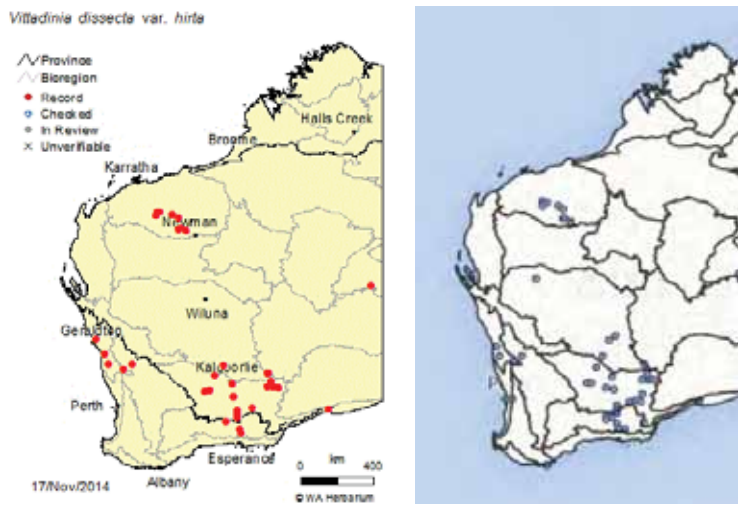 Vittadinia dissecta var. hirta
Province
Bioregion
Record
Checked
In Review
Unverifiable
Halls Creek
Broome
Karratha
Newman
Wiluna
Geraldton
Kalgoorlie
Perth
Esperance
Albany
km
0 400
17/Nov/2014
© WA Herbarium